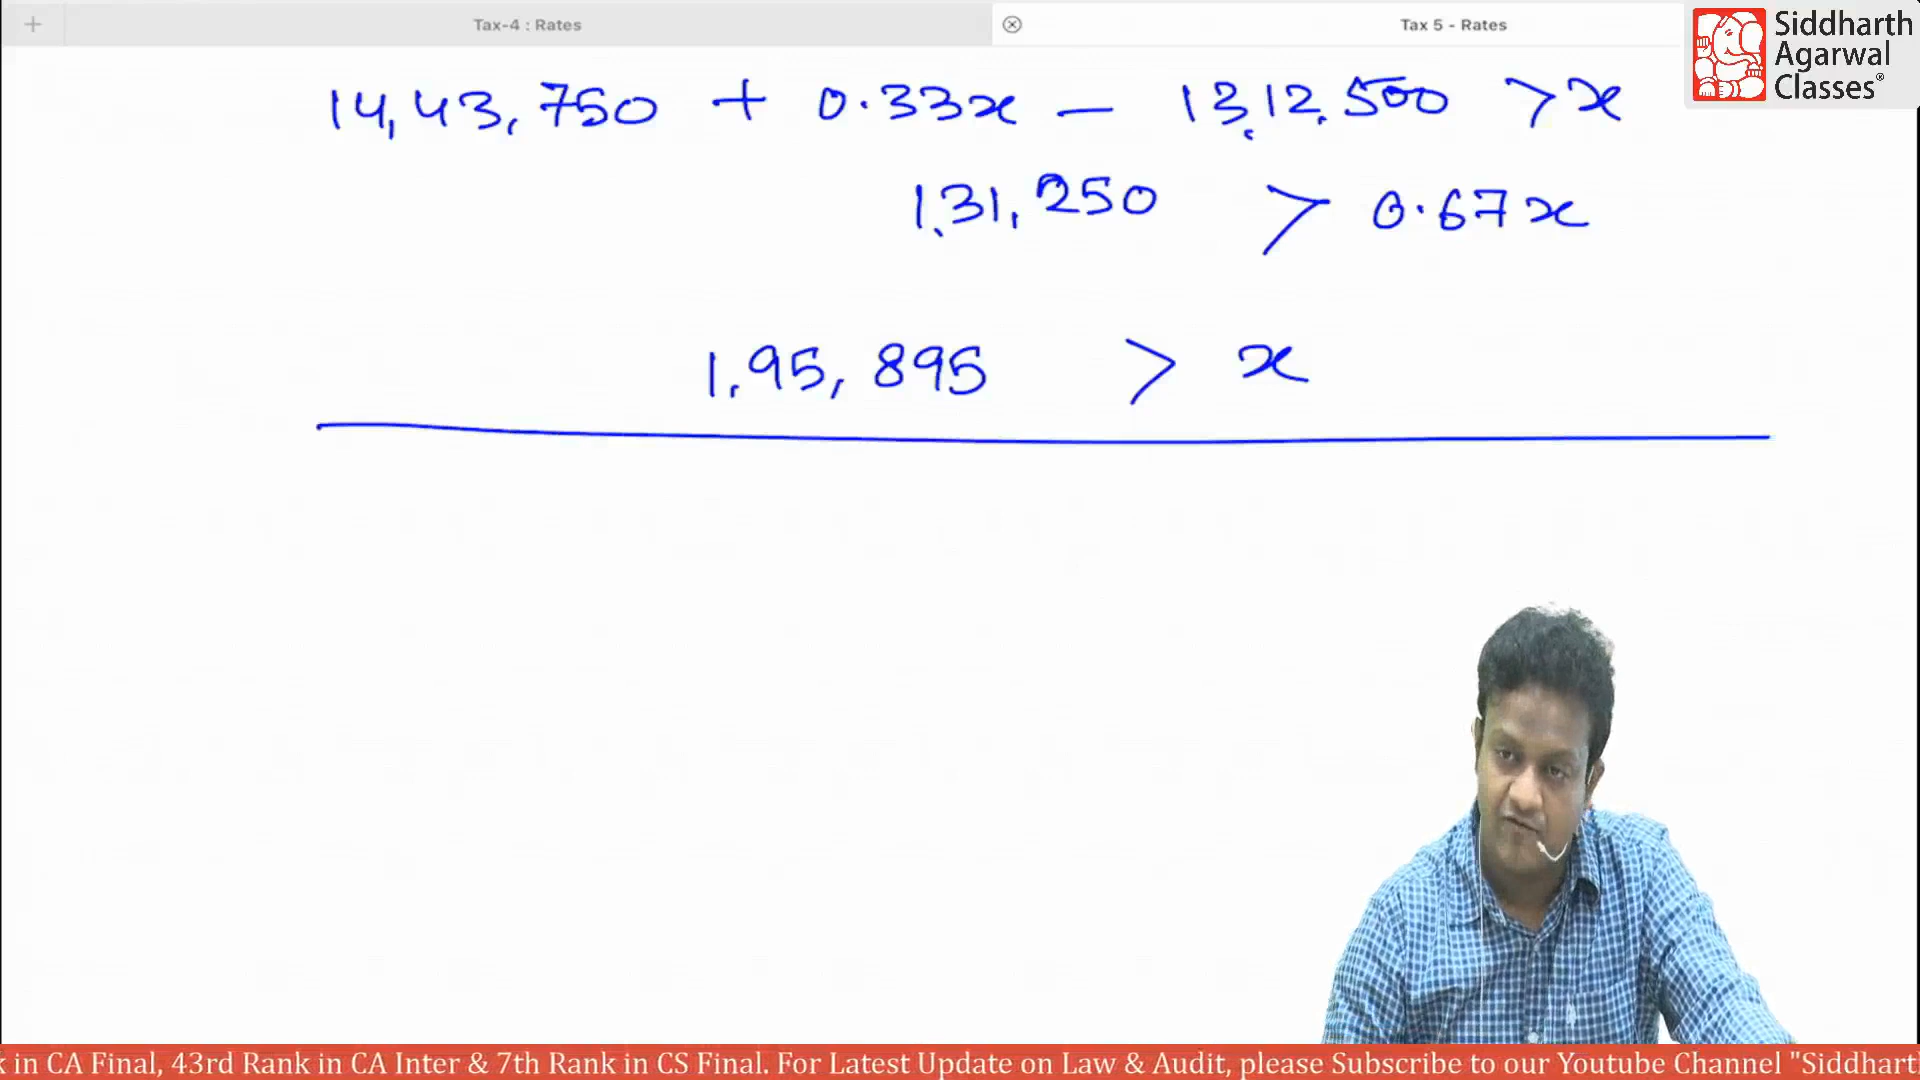 Tax-4 : Rates
Tax 5 - Rates
Siddharth
Agarwal
Classes®
14,43,750 + 0.33x - 13,12,500 > x
1,31,250 > 0.67x
1,95,895 > x
in CA Final, 43rd Rank in CA Inter & 7th Rank in CS Final. For Latest Update on Law & Audit, please Subscribe to our Youtube Channel "Siddhart